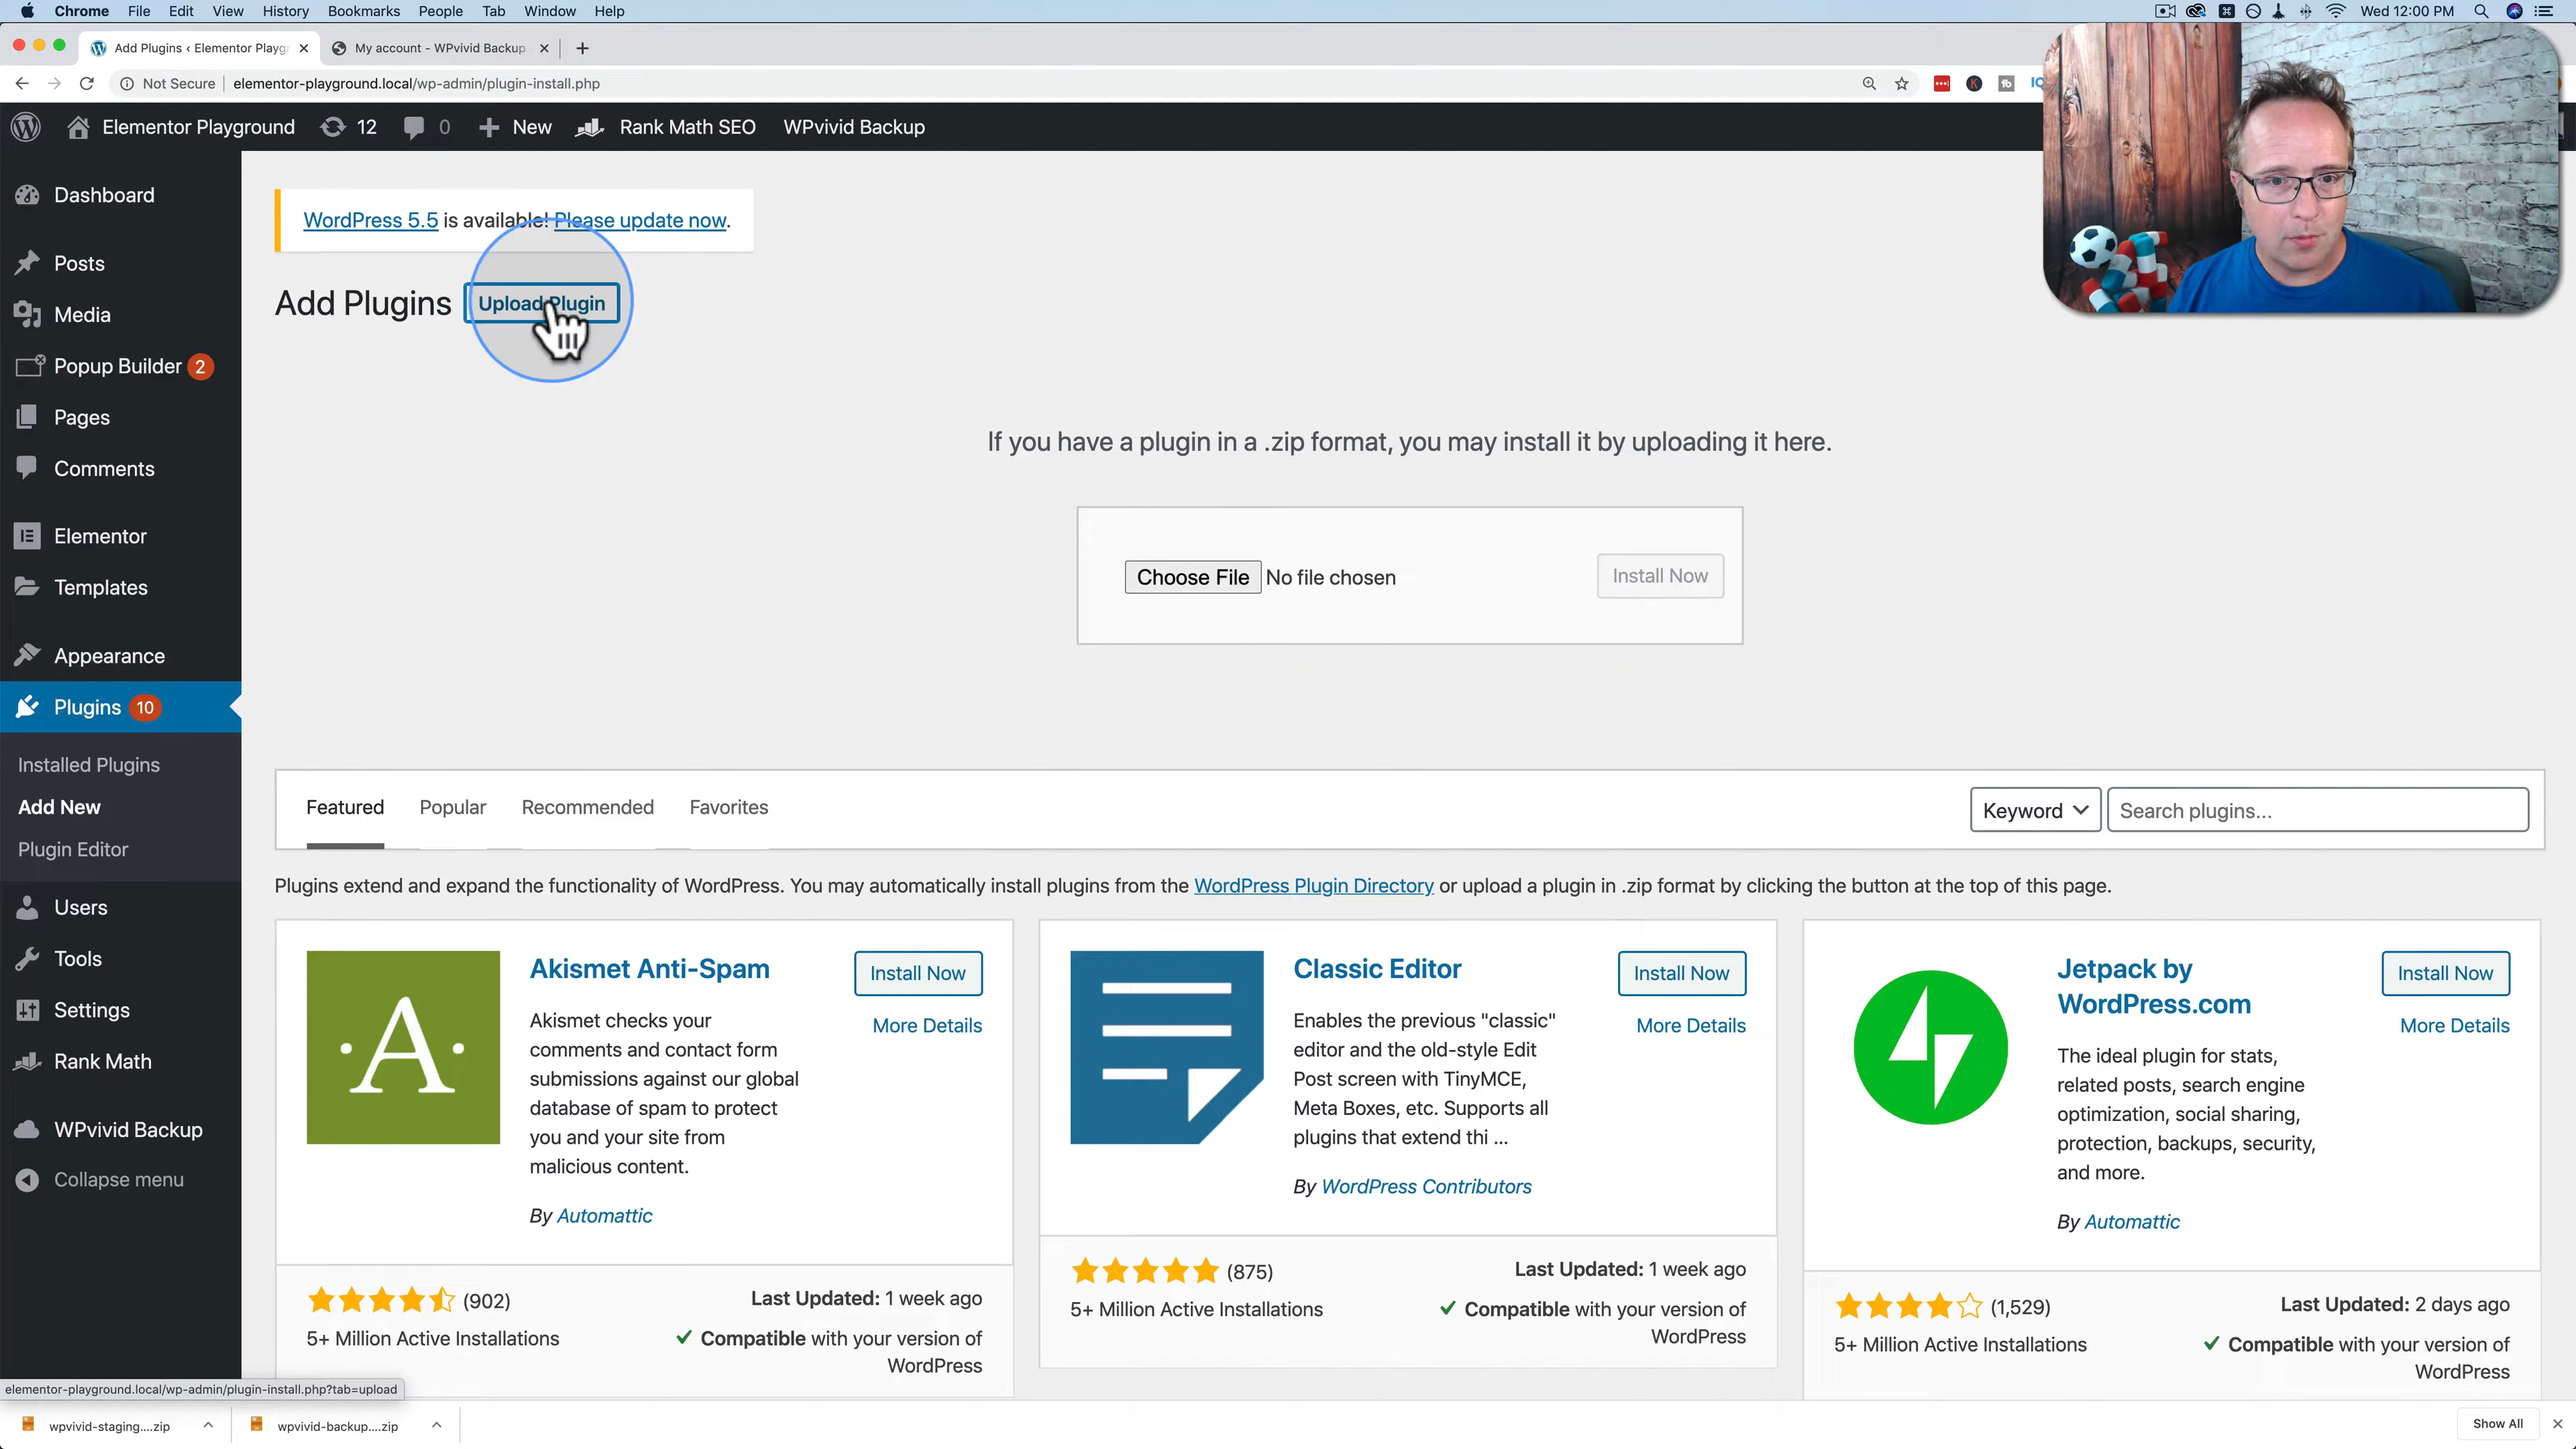 Chrome File Edit View History Bookmarks People Tab Window Help
Wed 12:00 PM
Add Plugins ‹ Elementor Playgr
My account - WPvivid Backup
Not Secure elementor-playground.local/wp-admin/plugin-install.php
Elementor Playground 12 0 New Rank Math SEO WPvivid Backup
Dashboard
Posts
Media
Popup Builder 2
Pages
Comments
Elementor
Templates
Appearance
Plugins 10
Installed Plugins
Add New
Plugin Editor
Users
Tools
Settings
Rank Math
WPvivid Backup
Collapse menu
WordPress 5.5 is available! Please update now.
Add Plugins Upload Plugin
If you have a plugin in a .zip format, you may install it by uploading it here.
Choose File No file chosen Install Now
Featured Popular Recommended Favorites Keyword Search plugins...
Plugins extend and expand the functionality of WordPress. You may automatically install plugins from the WordPress Plugin Directory or upload a plugin in .zip format by clicking the button at the top of this page.
A
Akismet Anti-Spam
Install Now
More Details
Akismet checks your
comments and contact form
submissions against our global
database of spam to protect
you and your site from
malicious content.
By Automattic
(902)
5+ Million Active Installations
Last Updated: 1 week ago
Compatible with your version of
WordPress
Classic Editor
Install Now
More Details
Enables the previous "classic"
editor and the old-style Edit
Post screen with TinyMCE,
Meta Boxes, etc. Supports all
plugins that extend thi ...
By WordPress Contributors
(875)
5+ Million Active Installations
Last Updated: 1 week ago
Compatible with your version of
WordPress
Jetpack by
WordPress.com
Install Now
More Details
The ideal plugin for stats,
related posts, search engine
optimization, social sharing,
protection, backups, security,
and more.
By Automattic
(1,529)
5+ Million Active Installations
Last Updated: 2 days ago
Compatible with your version of
WordPress
elementor-playground.local/wp-admin/plugin-install.php?tab=upload
wpvivid-staging....zip
wpvivid-backup....zip
Show All